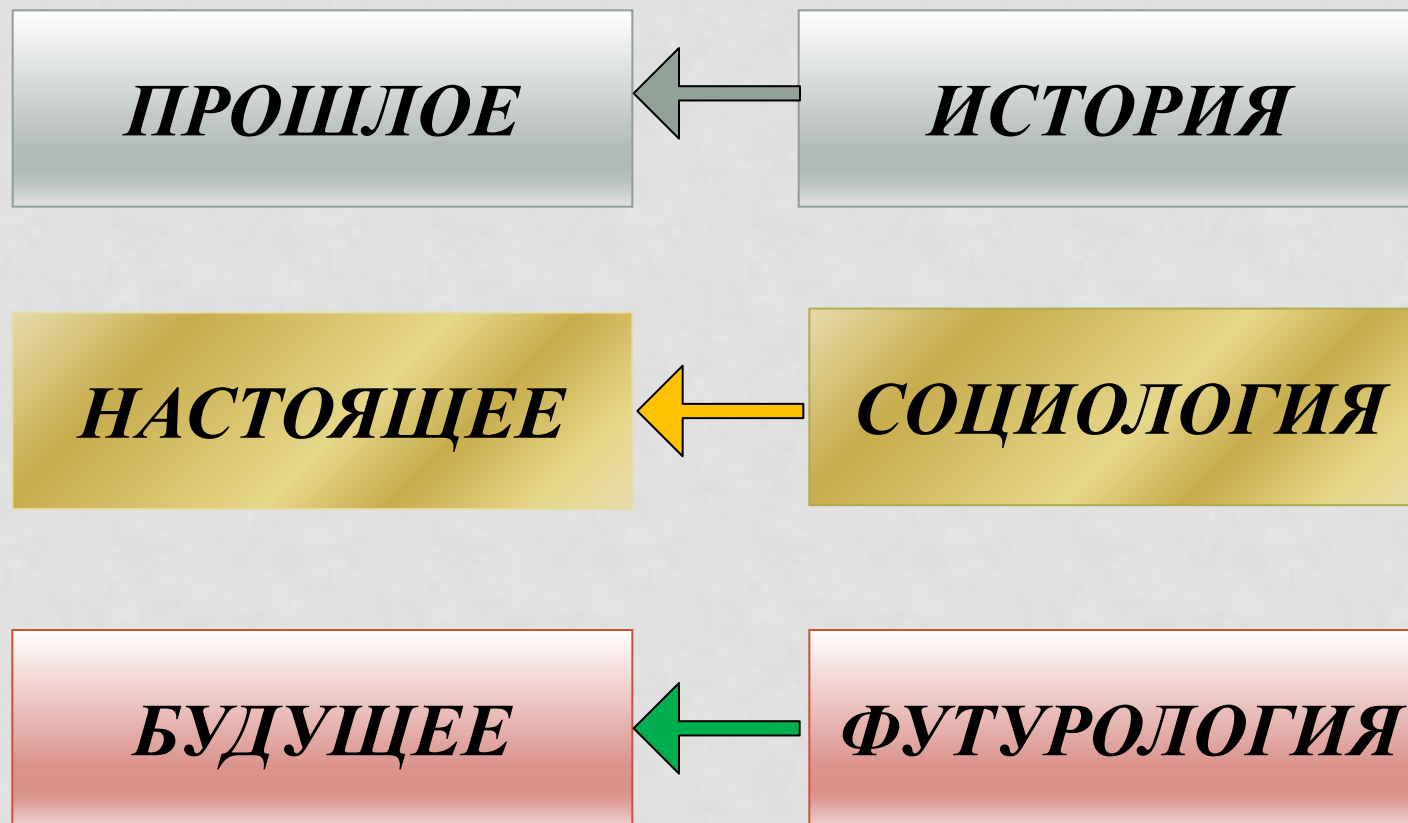 ПРОШЛОЕ
ИСТОРИЯ
НАСТОЯЩЕЕ
СОЦИОЛОГИЯ
БУДУЩЕЕ
ФУТУРОЛОГИЯ